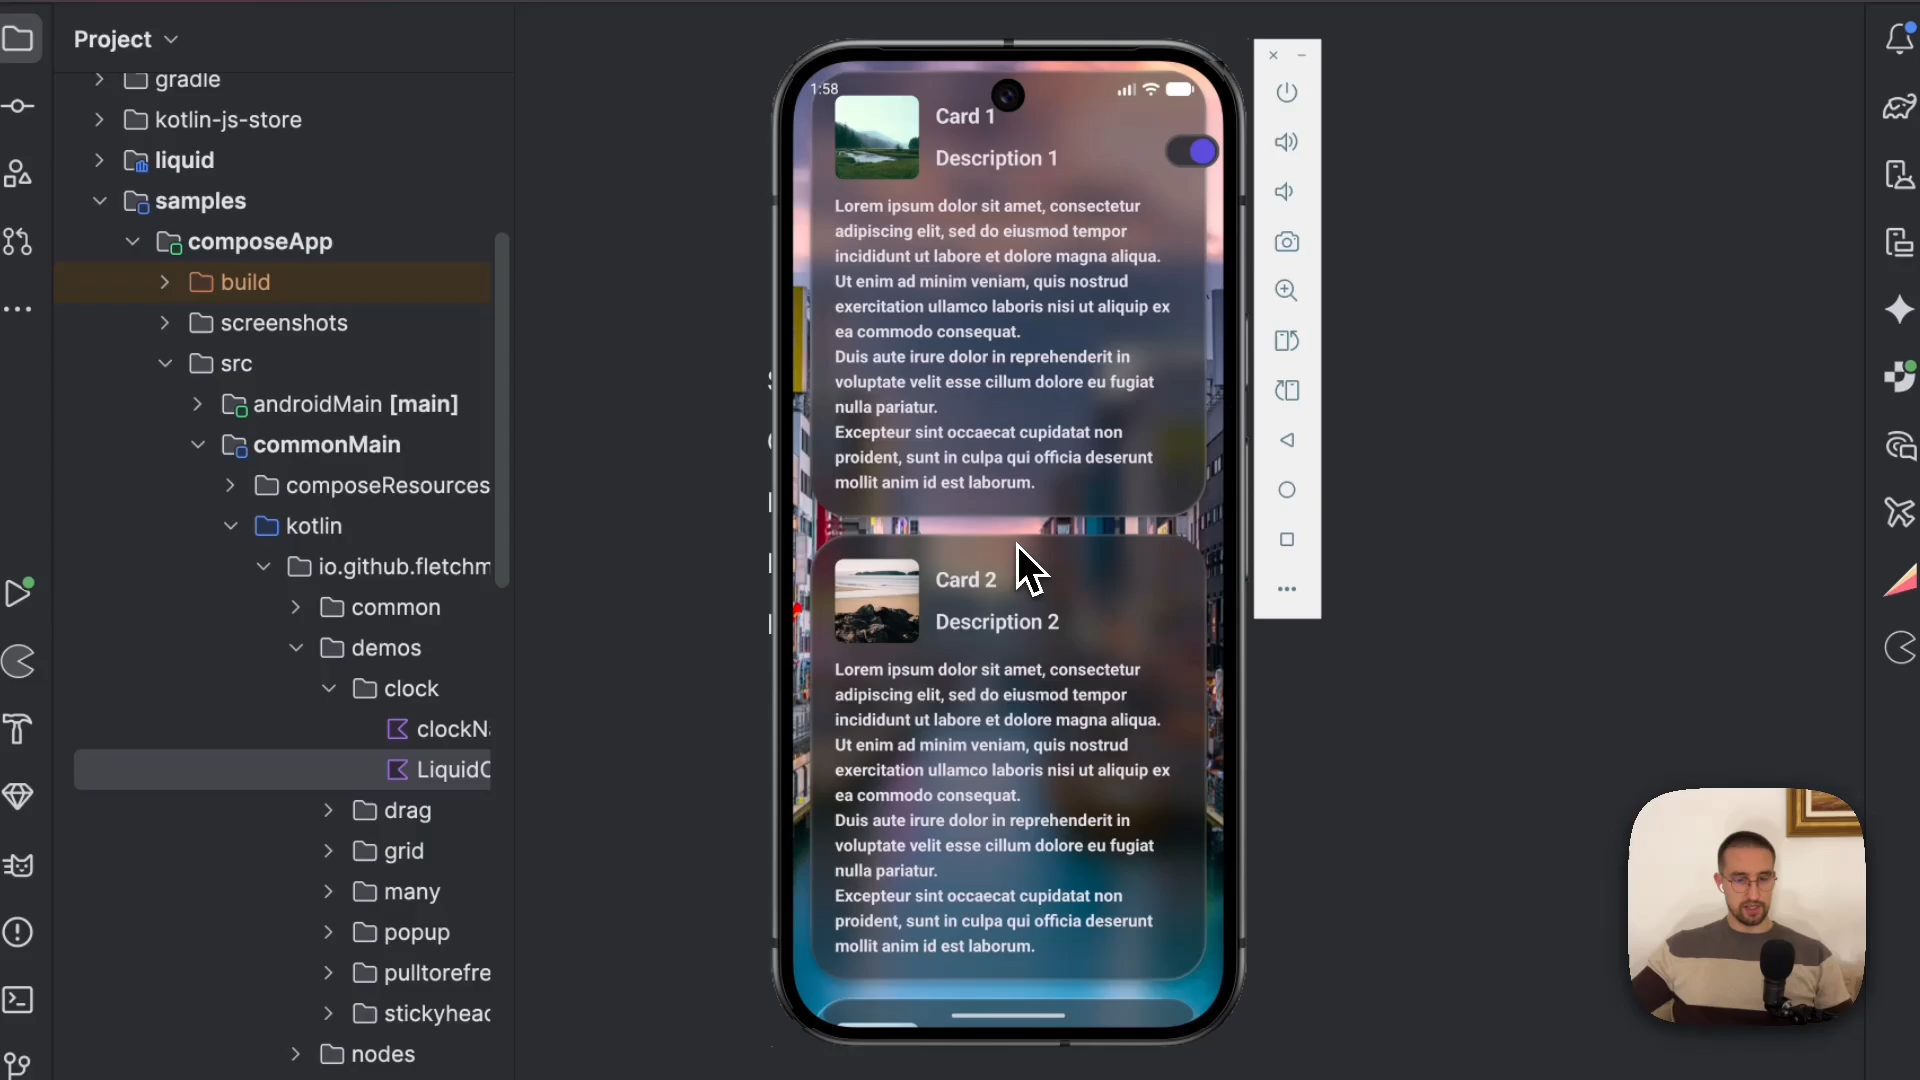 Project
gradle
kotlin-js-store
liquid
samples
composeApp
build
screenshots
src
androidMain [main]
commonMain
composeResources
kotlin
io.github.fletchm
common
demos
clock
clockN
LiquidC
drag
grid
many
popup
pulltorefre
stickyheac
nodes
1:58
Card 1
Description 1
Lorem ipsum dolor sit amet, consectetur
adipiscing elit, sed do eiusmod tempor
incididunt ut labore et dolore magna aliqua.
Ut enim ad minim veniam, quis nostrud
exercitation ullamco laboris nisi ut aliquip ex
ea commodo consequat.
Duis aute irure dolor in reprehenderit in
voluptate velit esse cillum dolore eu fugiat
nulla pariatur.
Excepteur sint occaecat cupidatat non
proident, sunt in culpa qui officia deserunt
mollit anim id est laborum.
Card 2
Description 2
Lorem ipsum dolor sit amet, consectetur
adipiscing elit, sed do eiusmod tempor
incididunt ut labore et dolore magna aliqua.
Ut enim ad minim veniam, quis nostrud
exercitation ullamco laboris nisi ut aliquip ex
ea commodo consequat.
Duis aute irure dolor in reprehenderit in
voluptate velit esse cillum dolore eu fugiat
nulla pariatur.
Excepteur sint occaecat cupidatat non
proident, sunt in culpa qui officia deserunt
mollit anim id est laborum.